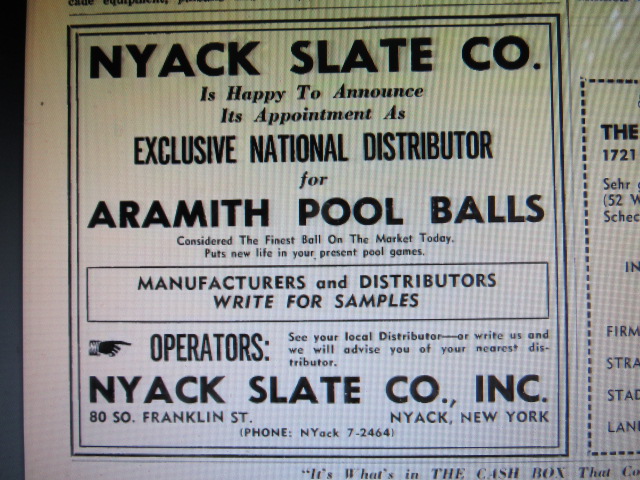 NYACK SLATE CO.
Is Happy To Announce
Its Appointment As
EXCLUSIVE NATIONAL DISTRIBUTOR
for
ARAMITH POOL BALLS
Considered The Finest Ball On The Market Today.
Puts new life in your present pool games.
MANUFACTURERS and DISTRIBUTORS
WRITE FOR SAMPLES
OPERATORS:
See your local Distributor—or write us and
we will advise you of your nearest dis-
tributor.
NYACK SLATE CO., INC.
80 SO. FRANKLIN ST. NYACK, NEW YORK
(PHONE: NYack 7-2464)
"It's What's in THE CASH BOX That
THE
1721
Sehr
(52 W
Schec
IN
FIRM
STRA
STAD
LAN